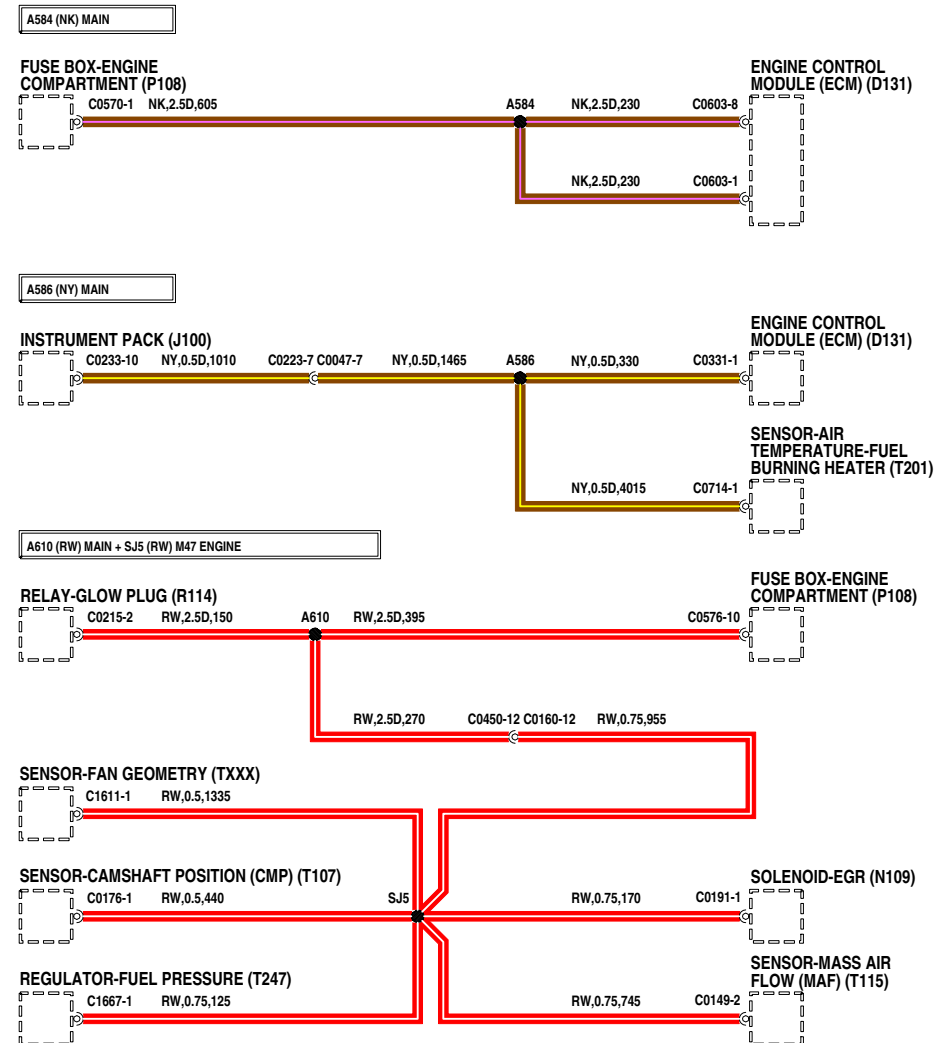 A584 (NK) MAIN
FUSE BOX-ENGINE
COMPARTMENT (P108)
ENGINE CONTROL
MODULE (ECM) (D131)
C0570-1 NK,2.5D,605 A584 NK,2.5D,230 C0603-8
NK,2.5D,230 C0603-1
A586 (NY) MAIN
INSTRUMENT PACK (J100)
ENGINE CONTROL
MODULE (ECM) (D131)
C0233-10 NY,0.5D,1010 C0223-7 C0047-7 NY,0.5D,1465 A586 NY,0.5D,330 C0331-1
SENSOR-AIR
TEMPERATURE-FUEL
BURNING HEATER (T201)
NY,0.5D,4015 C0714-1
A610 (RW) MAIN + SJ5 (RW) M47 ENGINE
RELAY-GLOW PLUG (R114)
FUSE BOX-ENGINE
COMPARTMENT (P108)
C0215-2 RW,2.5D,150 A610 RW,2.5D,395 C0576-10
RW,2.5D,270 C0450-12 C0160-12 RW,0.75,955
SENSOR-FAN GEOMETRY (TXXX)
C1611-1 RW,0.5,1335
SENSOR-CAMSHAFT POSITION (CMP) (T107)
SOLENOID-EGR (N109)
C0176-1 RW,0.5,440 SJ5 RW,0.75,170 C0191-1
REGULATOR-FUEL PRESSURE (T247)
SENSOR-MASS AIR
FLOW (MAF) (T115)
C1667-1 RW,0.75,125 RW,0.75,745 C0149-2